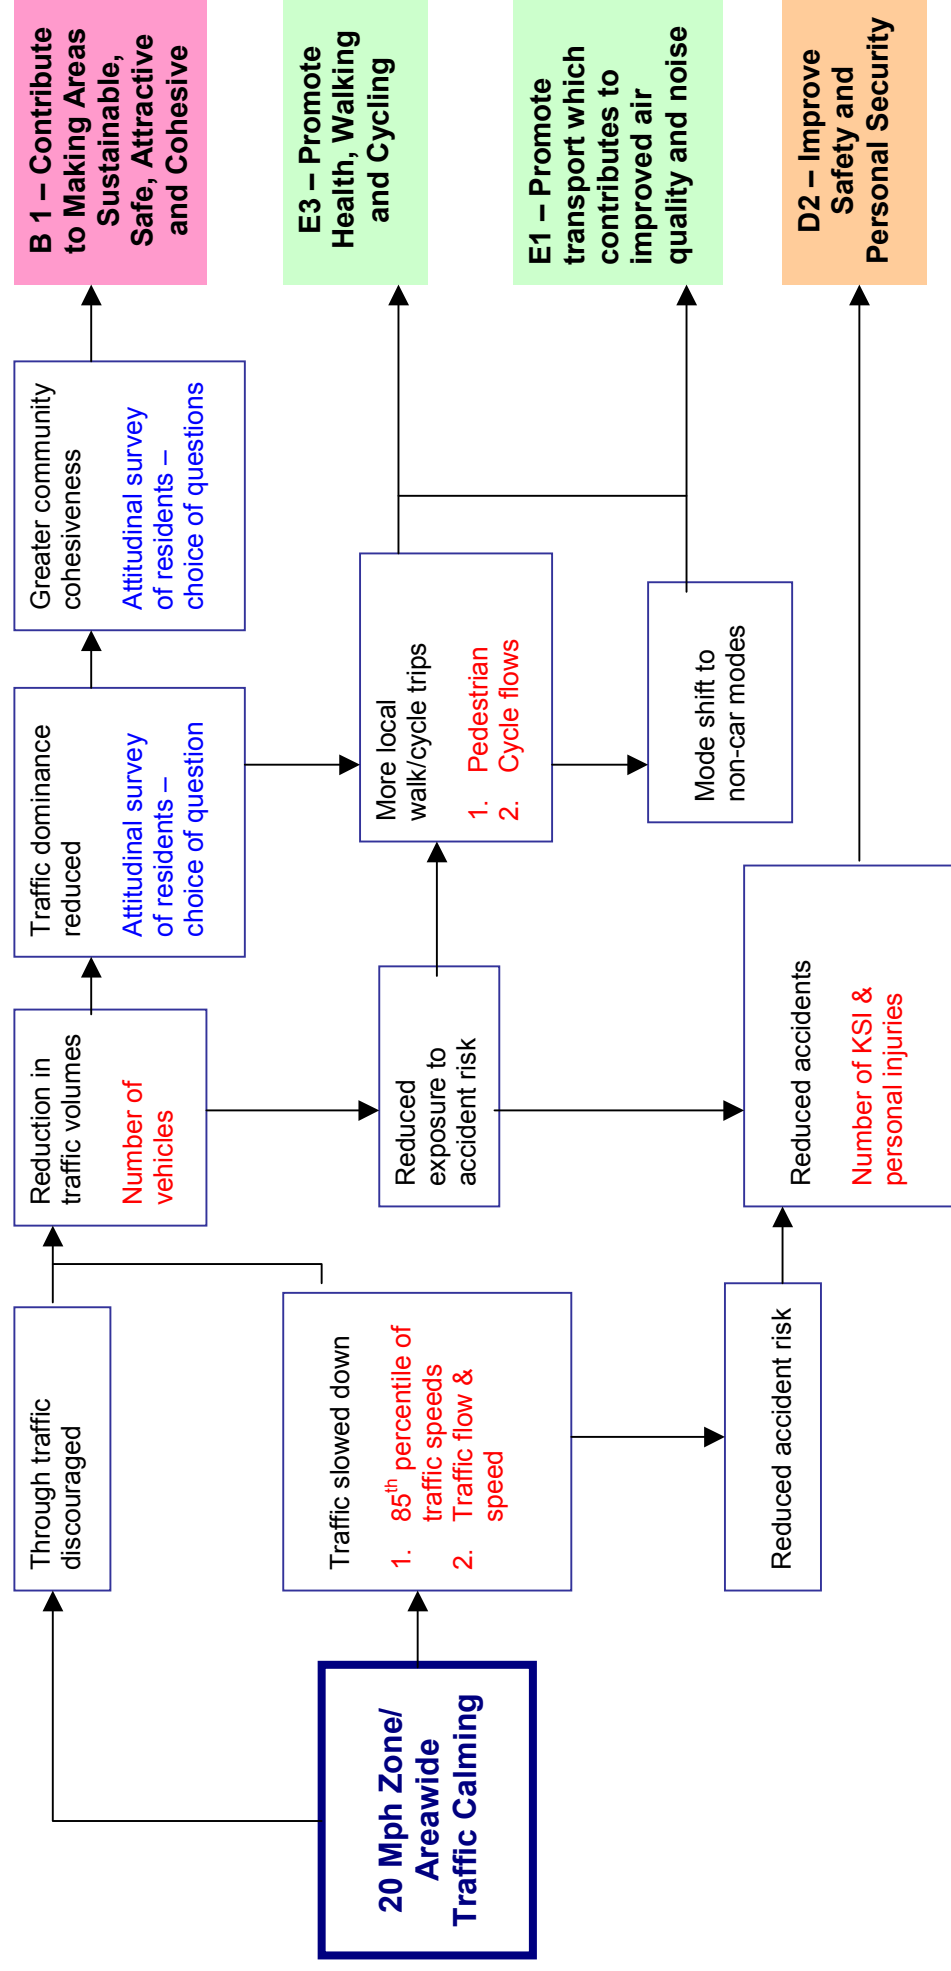 20 Mph Zone/
Areawide
Traffic Calming
Through traffic
discouraged
Traffic slowed down
1. 85th percentile of
traffic speeds
2. Traffic flow &
speed
Reduced accident risk
Reduction in
traffic volumes
Number of
vehicles
Reduced
exposure to
accident risk
Reduced accidents
Number of KSI &
personal injuries
Traffic dominance
reduced
Attitudinal survey
of residents –
choice of question
More local
walk/cycle trips
1. Pedestrian
2. Cycle flows
Mode shift to
non-car modes
Greater community
cohesiveness
Attitudinal survey
of residents –
choice of questions
B 1 – Contribute
to Making Areas
Sustainable,
Safe, Attractive
and Cohesive
E3 – Promote
Health, Walking
and Cycling
E1 – Promote
transport which
contributes to
improved air
quality and noise
D2 – Improve
Safety and
Personal Security